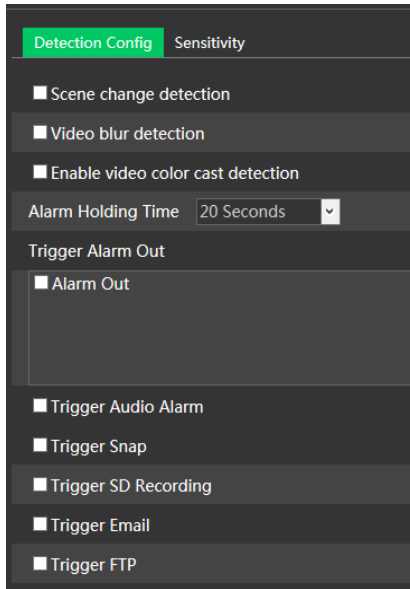 Detection Config Sensitivity
Scene change detection
Video blur detection
Enable video color cast detection
Alarm Holding Time 20 Seconds
Trigger Alarm Out
Alarm Out
Trigger Audio Alarm
Trigger Snap
Trigger SD Recording
Trigger Email
Trigger FTP